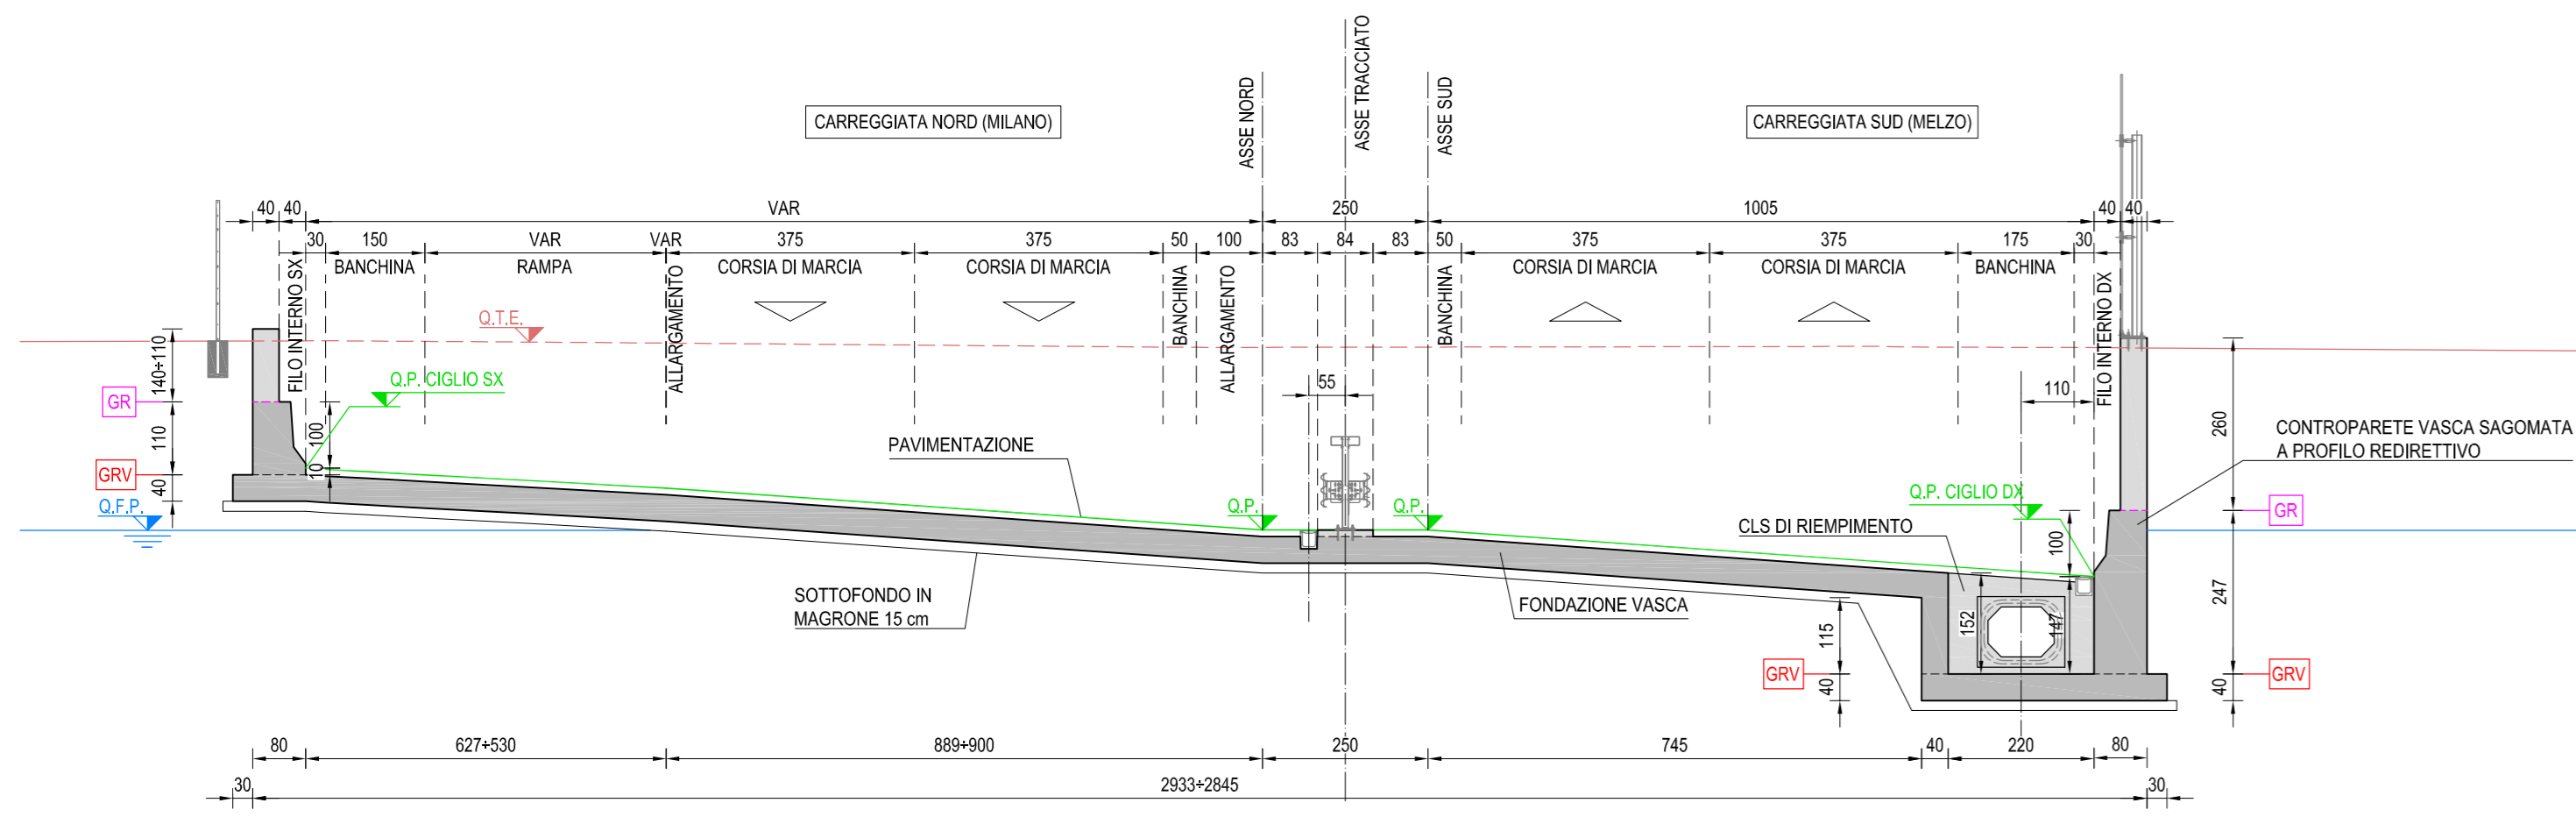 ASSE NORD
ASSE TRACCIATO
ASSE SUD
CARREGGIATA NORD (MILANO)
CARREGGIATA SUD (MELZO)
40 40 VAR 250 1005 40 40
30 150 VAR VAR 375 375 50 100 83 84 83 50 375 375 175 30
BANCHINA RAMPA CORSIA DI MARCIA CORSIA DI MARCIA CORSIA DI MARCIA CORSIA DI MARCIA BANCHINA
FILO INTERNO SX
ALLARGAMENTO
BANCHINA
ALLARGAMENTO
BANCHINA
FILO INTERNO DX
Q.T.E.
140÷110
Q.P. CIGLIO SX
55
110
GR
110
100
10
260
PAVIMENTAZIONE
CONTROPARETE VASCA SAGOMATA
A PROFILO REDIRETTIVO
GRV
40
Q.F.P.
Q.P.
Q.P.
Q.P. CIGLIO DX
GR
CLS DI RIEMPIMENTO
100
247
SOTTOFONDO IN
MAGRONE 15 cm
FONDAZIONE VASCA
115
152
147
GRV
40
GRV
40
80 627÷530 889÷900 250 745 40 220 80
30 2933÷2845 30